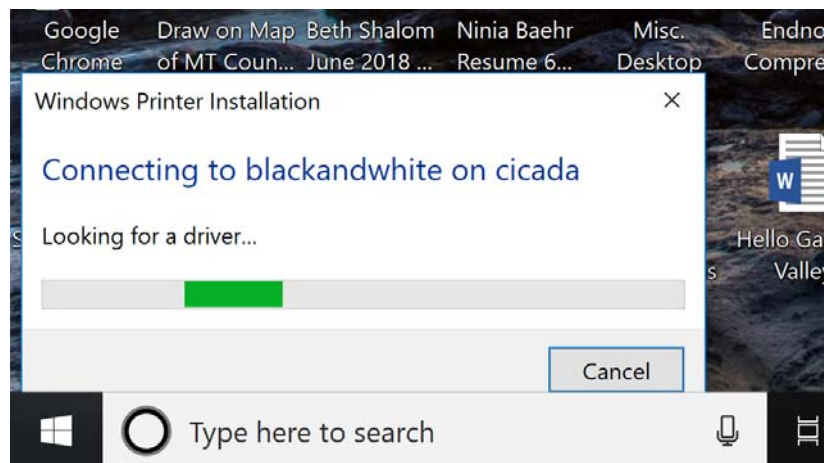 Google Draw on Map Beth Shalom Ninia Baehr Misc. Endno
Chrome of MT Coun... June 2018 ... Resume 6... Desktop Compre
Windows Printer Installation
Connecting to blackandwhite on cicada
Looking for a driver...
W
Hello Ga
Valley
s
Cancel
Type here to search